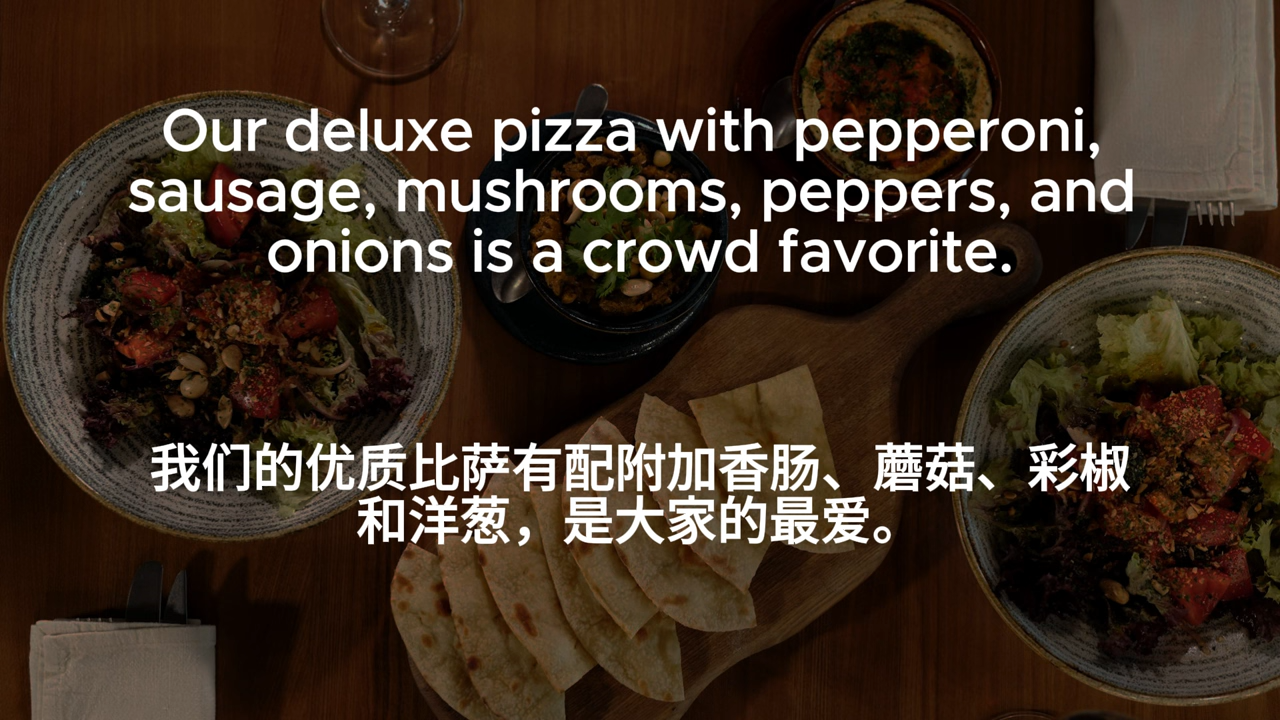 Our deluxe pizza with pepperoni,
sausage, mushrooms, peppers, and
onions is a crowd favorite.
我们的优质比萨有配附加香肠、蘑菇、彩椒
和洋葱，是大家的最爱。